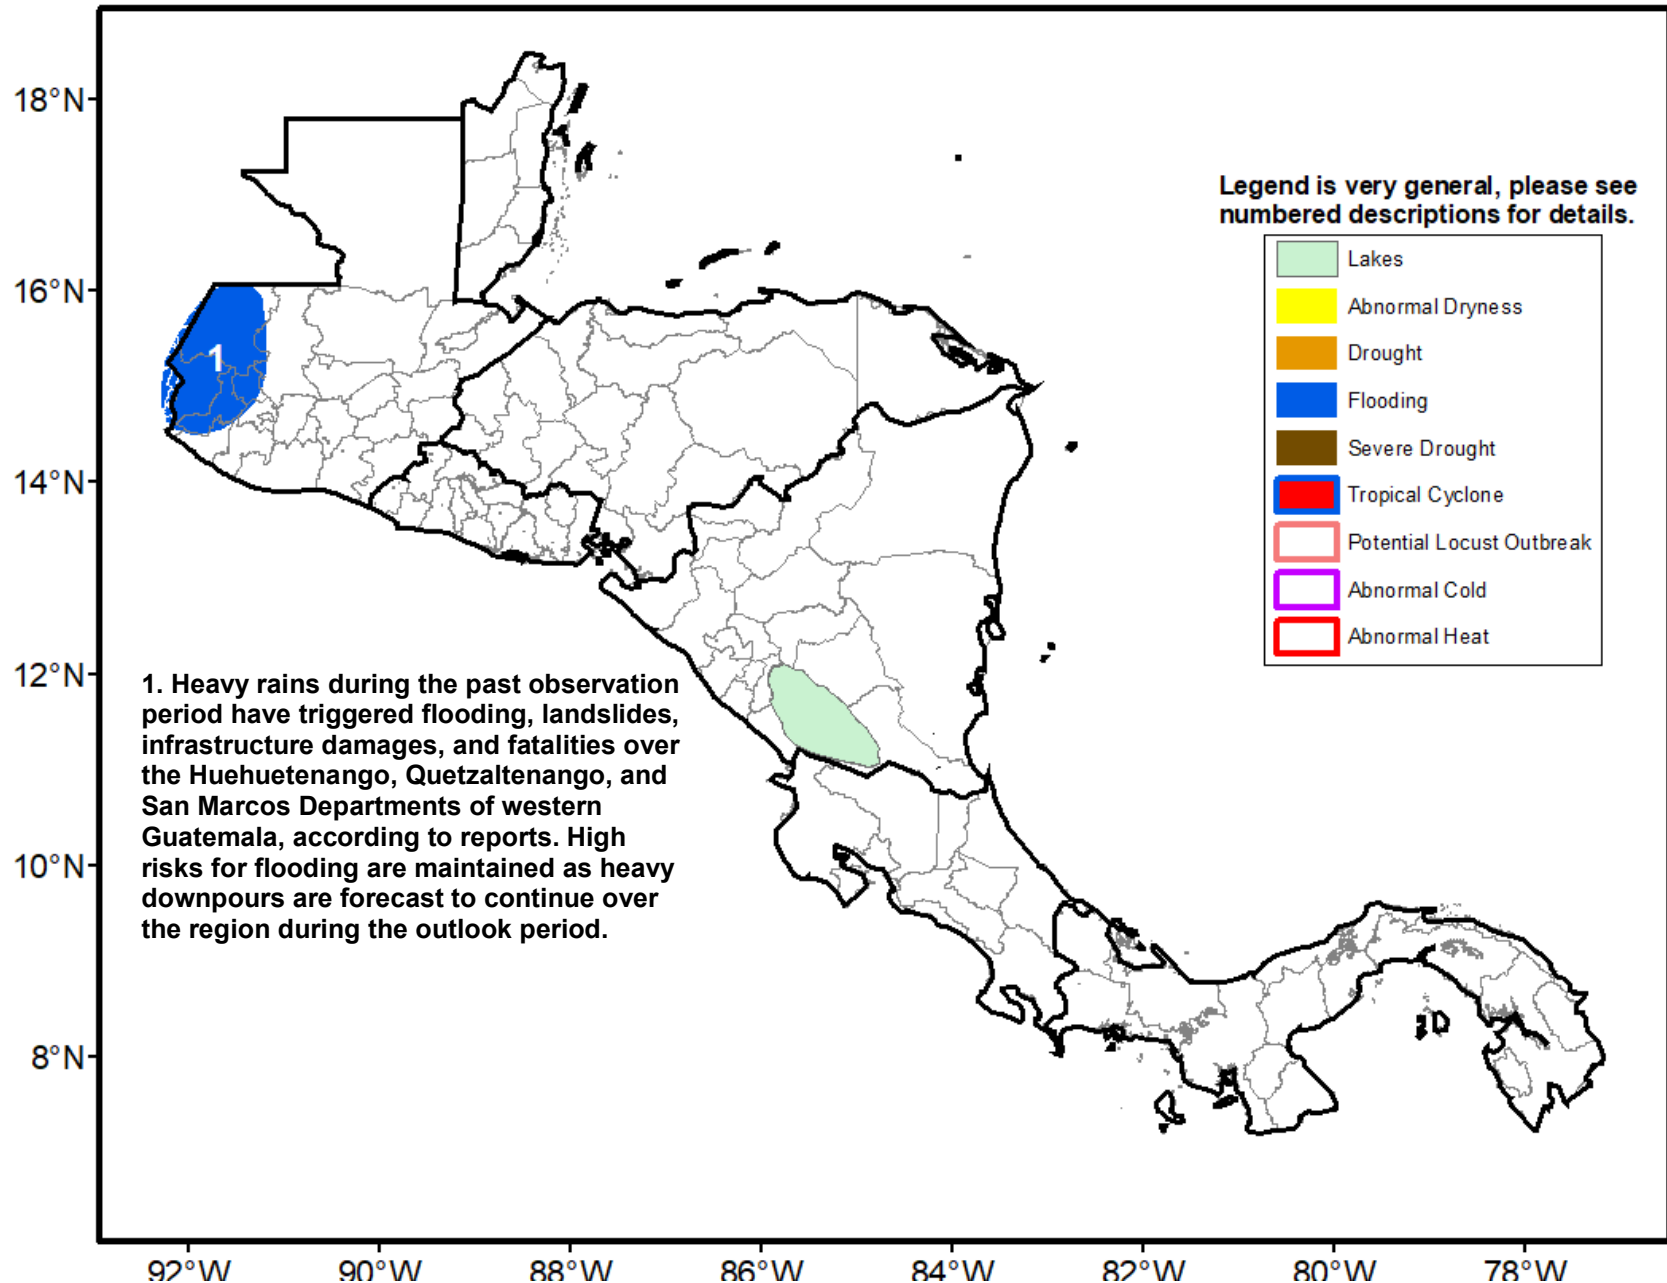 18°N
16°N
14°N
12°N
10°N
8°N
Legend is very general, please see
numbered descriptions for details.
Lakes
Abnormal Dryness
Drought
Flooding
Severe Drought
Tropical Cyclone
Potential Locust Outbreak
Abnormal Cold
Abnormal Heat
1
1. Heavy rains during the past observation
period have triggered flooding, landslides,
infrastructure damages, and fatalities over
the Huehuetenango, Quetzaltenango, and
San Marcos Departments of western
Guatemala, according to reports. High
risks for flooding are maintained as heavy
downpours are forecast to continue over
the region during the outlook period.
92°W 90°W 88°W 86°W 84°W 82°W 80°W 78°W